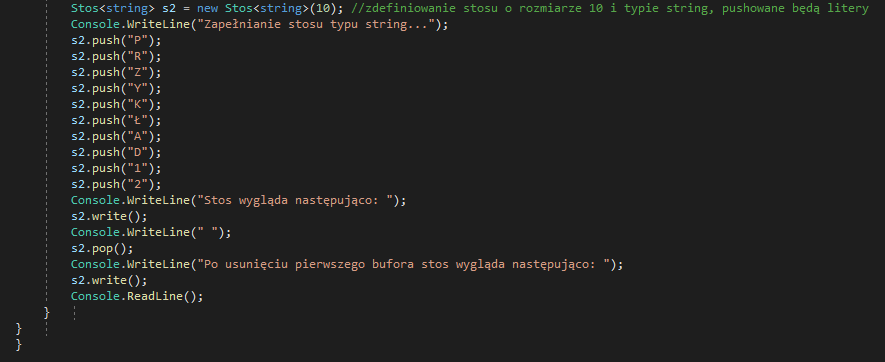 Stos<string> s2 = new Stos<string>(10); //zdefiniowanie stosu o rozmiarze 10 i typie string, pushowane będą litery
Console.WriteLine("Zapełnianie stosu typu string...");
s2.push("P");
s2.push("R");
s2.push("Z");
s2.push("Y");
s2.push("K");
s2.push("Ł");
s2.push("A");
s2.push("D");
s2.push("1");
s2.push("2");
Console.WriteLine("Stos wygląda następująco: ");
s2.write();
Console.WriteLine(" ");
s2.pop();
Console.WriteLine("Po usunięciu pierwszego bufora stos wygląda następująco: ");
s2.write();
Console.ReadLine();
}
}
}